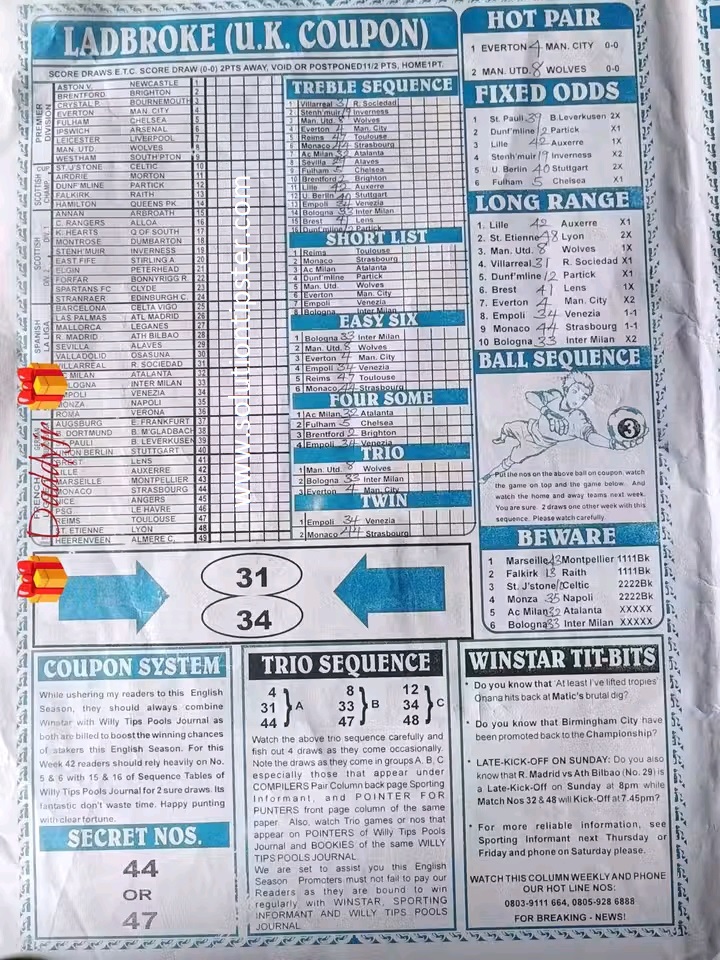 LADBROKE (U.K. COUPON)
SCORE DRAWS E.T.C. SCORE DRAW (0-0) 2PTS AWAY, VOID OR POSTPONED11/2 PTS, HOME1PT.
PREMIER DIVISION
ASTON V. NEWCASTLE 1
BRENTFORD BRIGHTON 2
CRYSTAL P. BOURNEMOUTH 3
EVERTON MAN. CITY 4
FULHAM CHELSEA 5
IPSWICH ARSENAL 6
LEICESTER LIVERPOOL 7
MAN. UTD WOLVES 8
WESTHAM SOUTH'PTON 9
ST.J'STONE CELTIC 10
AIRDRIE MORTON 11
DUNF'MLINE PARTICK 12
FALKIRK RAITH 13
HAMILTON QUEENS PK 14
ANNAN ARBROATH 15
C. RANGERS ALLOA 16
K. HEARTS Q OF SOUTH 17
MONTROSE DUMBARTON 18
STENH'MUIR INVERNESS 19
EAST.FIFE STIRLING A 20
ELGIN PETERHEAD 21
FORFAR BONNYRIGG R. 22
SPARTANS FC CLYDE 23
STRANRAER EDINBURGH C. 24
BARCELONA CELTA VIGO 25
LAS PALMAS ATL MADRID 26
MALLORCA LEGANES 27
R. MADRID ATH BILBAO 28
SEVILLA ALAVES 29
VALLADOLID OSASUNA 30
VILLARREAL R. SOCIEDAD 31
MILAN ATALANTA 32
LOGNA INTER MILAN 33
MPOLI VENEZIA 34
ONZA NAPOLI 35
ROMA VERONA 36
AUGSBURG E. FRANKFURT 37
DORTMUND B. M'GLADBACH 38
PAULI B. LEVERKUSEN 39
UNION BERLIN STUTTGART 40
BREST LENS 41
LILLE AUXERRE 42
MARSEILLE MONTPELLIER 43
MONACO STRASBOURG 44
NICE ANGERS 45
PSG LE HAVRE 46
REIMS TOULOUSE 47
ST. ETIENNE LYON 48
HEERENVEEN ALMERE C. 49
Daddyjp
www.solutiontipster.com
TREBLE SEQUENCE
1 Villarreal 31 R. Sociedad
2 Stenh'muir 19 Inverness
3 Man. Utd. 8 Wolves
4 Everton 4 Man. City
5 Reims 47 Toulouse
6 Monaco 44 Strasbourg
7 Ac Milan 32 Atalanta
8 Sevilla 29 Alaves
9 Fulham 5 Chelsea
10 Brentford 2 Brighton
11 Lille 42 Auxerre
12 U. Berlin 40 Stuttgart
13 Empoli 34 Venezia
14 Bologna 33 Inter Milan
15 Brest 41 Lens
16 Dunf'mline 12 Partick
SHORT LIST
1 Reims Toulouse
2 Monaco Strasbourg
3 Ac Milan Atalanta
4 Dunf'mline Partick
5 Man. Utd Wolves
6 Everton Man. City
7 Empoli Venezia
8 Bologna Inter Milan
EASY SIX
1 Bologna 33 Inter Milan
2 Man. Utd. 8 Wolves
3 Everton 4 Man. City
4 Empoli 34 Venezia
5 Reims 47 Toulouse
6 Monaco 44 Strasbourg
FOUR SOME
1 Ac Milan 32 Atalanta
2 Fulham 5 Chelsea
3 Brentford 2 Brighton
4 Empoli 34 Venezia
TRIO
1 Man. Utd. 8 Wolves
2 Bologna 33 Inter Milan
3 Everton 4 Man. City
TWIN
1 Empoli 34 Venezia
2 Monaco 44 Strasbourg
HOT PAIR
1 EVERTON 4 MAN. CITY 0-0
2 MAN. UTD. 8 WOLVES 0-0
FIXED ODDS
1 St. Pauli 39 B.Leverkusen 2X
2 Dunf'mline 12 Partick X1
3 Lille 42 Auxerre 1X
4 Stenh'muir 19 Inverness X2
5 U. Berlin 40 Stuttgart 2X
6 Fulham 5 Chelsea X1
LONG RANGE
1. Lille 42 Auxerre X1
2. St. Etienne 48 Lyon 2X
3. Man. Utd. 8 Wolves 1X
4. Villarreal 31 R. Sociedad X1
5. Dunf'mline 12 Partick X1
6. Brest 41 Lens 1X
7. Everton 4 Man. City X2
8. Empoli 34 Venezia 1-1
9 Monaco 44 Strasbourg 1-1
10 Bologna 33 Inter Milan X2
BALL SEQUENCE
3
Put the nos on the above ball on coupon, watch
the game on top and the game below. And
watch the home and away teams next week.
You are sure. 2 draws one other week with this
sequence. Please watch carefully.
BEWARE
1 Marseille 43 Montpellier 1111Bk
2 Falkirk 13 Raith 1111Bk
3 St. J'stone 10 Celtic 2222Bk
4 Monza 35 Napoli 2222Bk
5 Ac Milan 32 Atalanta XXXXX
6 Bologna 33 Inter Milan XXXXX
31
34
COUPON SYSTEM
While ushering my readers to this English
Season, they should always combine
Winstar with Willy Tips Pools Journal as
both are billed to boost the winning chances
of stakers this English Season. For this
Week 42 readers should rely heavily on No.
5 & 6 with 15 & 16 of Sequence Tables of
Willy Tips Pools Journal for 2 sure draws. Its
fantastic don't waste time. Happy punting
with clear fortune.
SECRET NOS.
44
OR
47
TRIO SEQUENCE
4 8 12
31 A 33 B 34 C
44 47 48
Watch the above trio sequence carefully and
fish out 4 draws as they come occasionally.
Note the draws as they come in groups A, B, C
especially those that appear under
COMPILERS Pair Column back page Sporting
Informant, and POINTER FOR
PUNTERS front page column of the same
paper. Also, watch Trio games or nos that
appear on POINTERS of Willy Tips Pools
Journal and BOOKIES of the same WILLY
TIPS POOLS JOURNAL.
We are set to assist you this English
Season. Promoters must not fail to pay our
Readers as they are bound to win
regularly with WINSTAR, SPORTING
INFORMANT AND WILLY TIPS POOLS
JOURNAL
WINSTAR TIT-BITS
• Do you know that 'At least I've lifted tropies'
Onana hits back at Matic's brutal dig?
• Do you know that Birmingham City have
been promoted back to the Championship?
• LATE-KICK-OFF ON SUNDAY: Do you also
know that R. Madrid vs Ath Bilbao (No. 29) is
a Late-Kick-Off on Sunday at 8pm while
Match Nos 32 & 48 will Kick-Off at 7.45pm?
• For more reliable information, see
Sporting Informant next Thursday or
Friday and phone on Saturday please.
WATCH THIS COLUMN WEEKLY AND PHONE
OUR HOT LINE NOS:
0803-9111 664, 0805-928 6888
FOR BREAKING - NEWS!